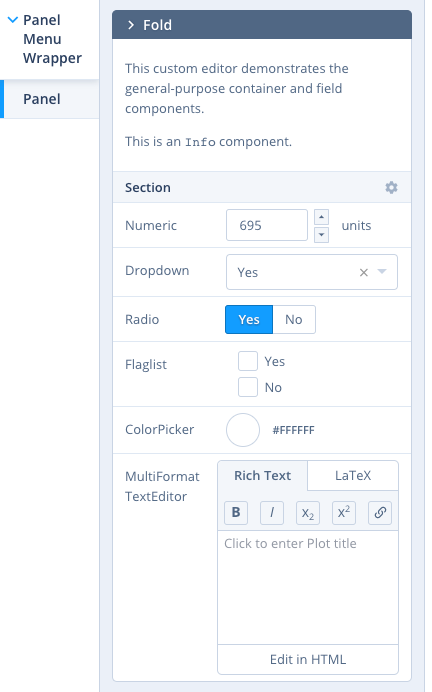 Panel
Menu
Wrapper
Panel
Fold
This custom editor demonstrates the
general-purpose container and field
components.
This is an Info component.
Section
Numeric 695 units
Dropdown Yes
Radio Yes No
Flaglist Yes
No
ColorPicker #FFFFFF
MultiFormat
TextEditor
Rich Text LaTeX
B I x₂ x²
Click to enter Plot title
Edit in HTML